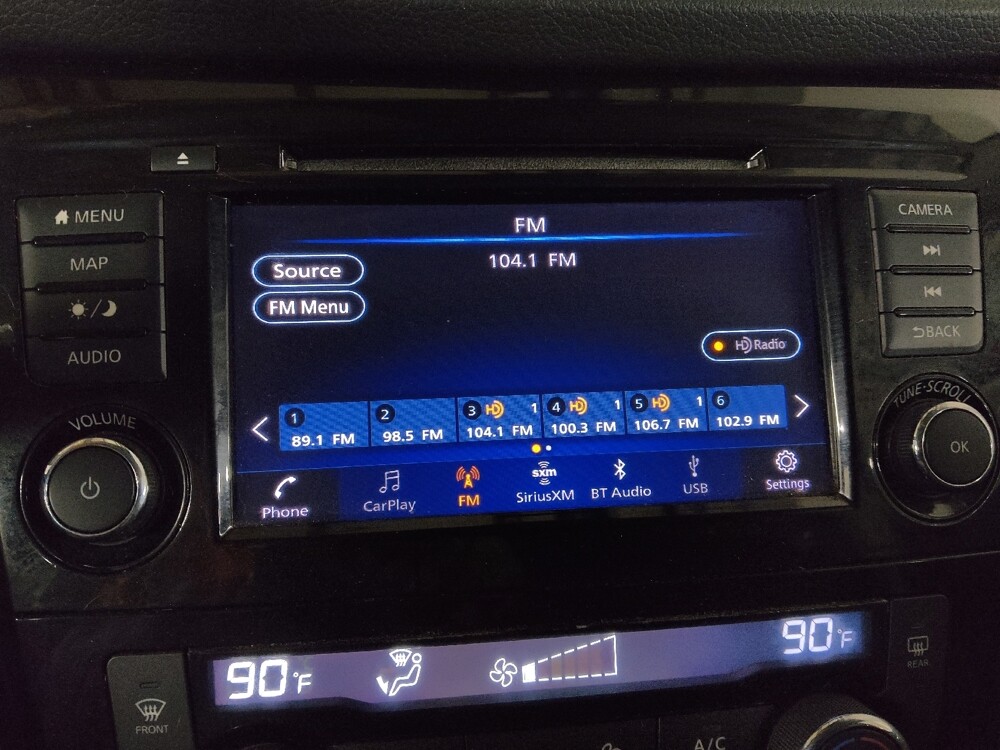 MENU
MAP
AUDIO
VOLUME
FM
104.1 FM
Source
FM Menu
HD Radio
1
89.1 FM
2
98.5 FM
3 HD 1
104.1 FM
4 HD 1
100.3 FM
5 HD 1
106.7 FM
6
102.9 FM
Phone
CarPlay
FM
sxm
SiriusXM
BT Audio
USB
Settings
CAMERA
BACK
TUNE·SCROLL
OK
90°F
90°F
FRONT
REAR
A/C